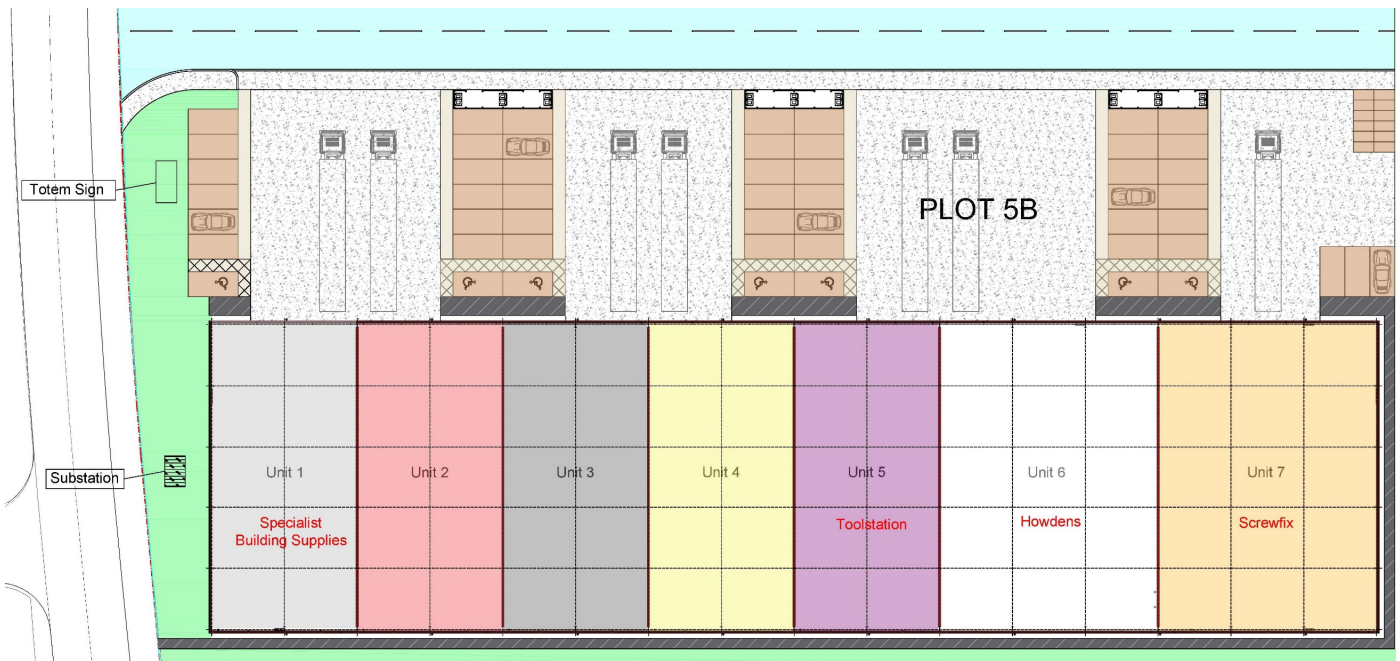 Totem Sign
PLOT 5B
Substation
Unit 1
Unit 2
Unit 3
Unit 4
Unit 5
Unit 6
Unit 7
Specialist
Building Supplies
Toolstation
Howdens
Screwfix